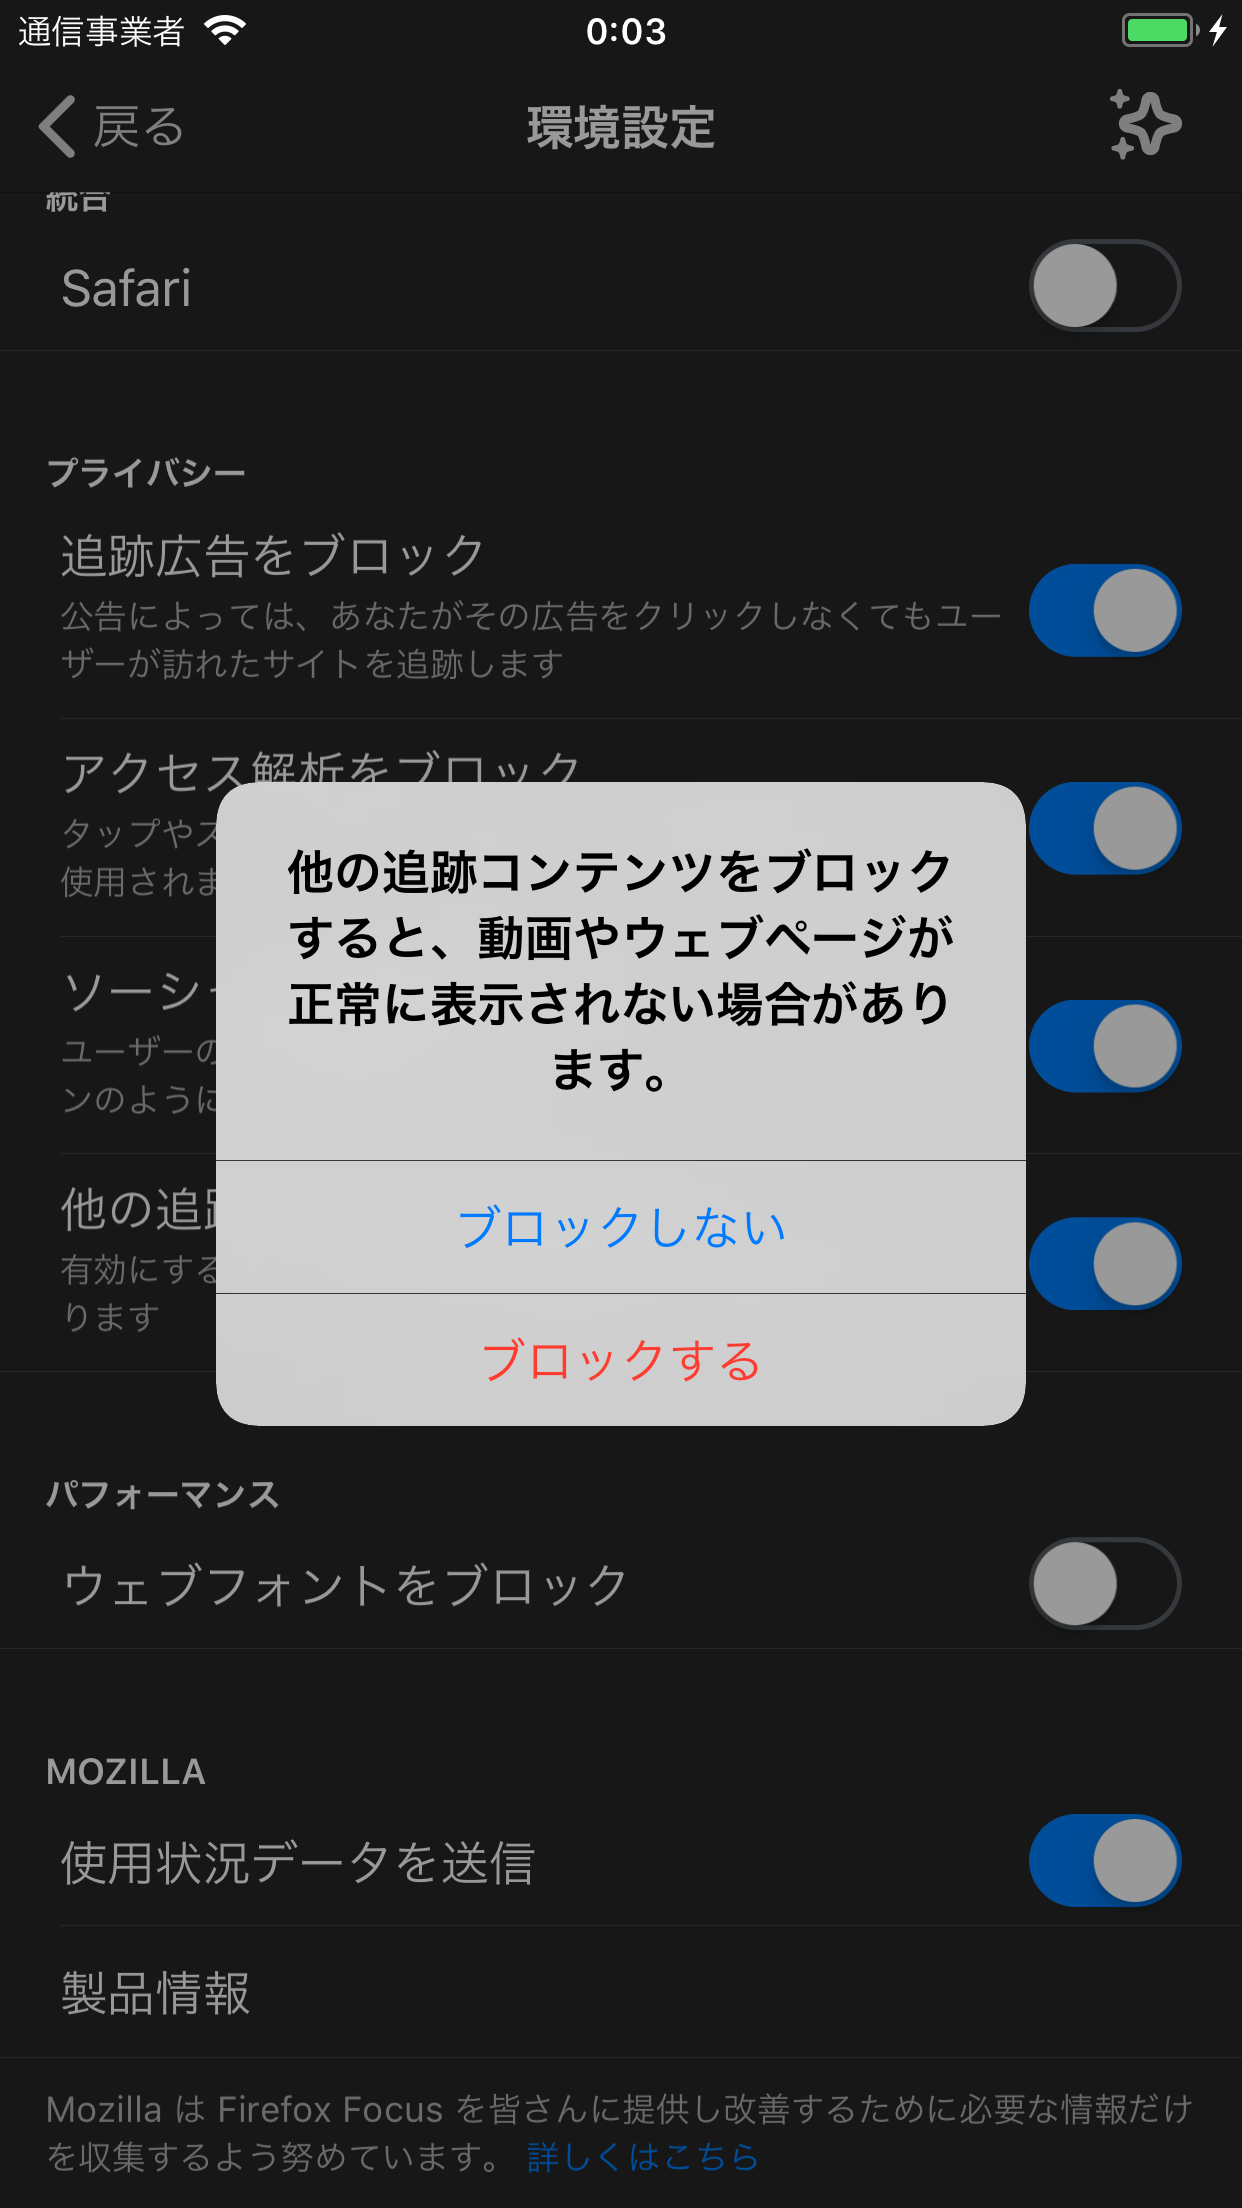 通信事業者
0:03
戻る
環境設定
統合
Safari
プライバシー
追跡広告をブロック
公告によっては、あなたがその広告をクリックしなくてもユー
ザーが訪れたサイトを追跡します
アクセス解析をブロック
タップやス
使用されま
ソーシャ
ユーザーの
ンのように
他の追跡
有効にする
ります
他の追跡コンテンツをブロック
すると、動画やウェブページが
正常に表示されない場合があり
ます。
ブロックしない
ブロックする
パフォーマンス
ウェブフォントをブロック
MOZILLA
使用状況データを送信
製品情報
Mozilla は Firefox Focus を皆さんに提供し改善するために必要な情報だけ
を収集するよう努めています。 詳しくはこちら